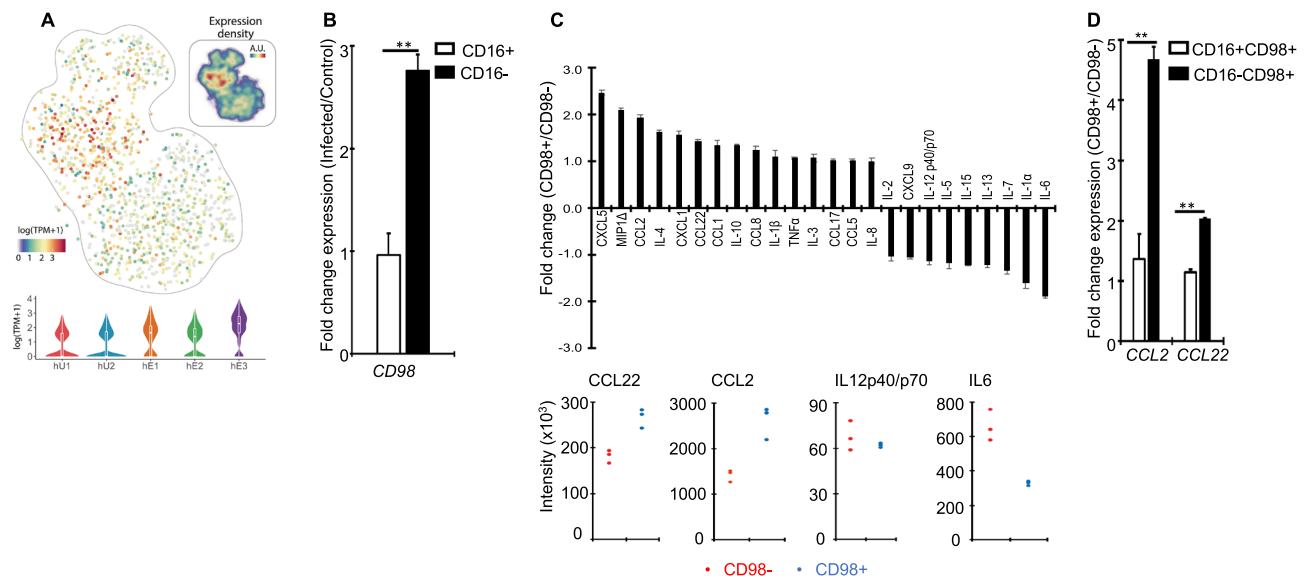 A
Expression
density
A.U.
log(TPM+1)
0 1 2 3
log(TPM+1)
4
3
2
1
0
hU1 hU2 hE1 hE2 hE3
B
**
CD16+
CD16-
Fold change expression (Infected/Control)
3
2
1
0
CD98
C
Fold change (CD98+/CD98-)
3.0
2.0
1.0
0.0
-1.0
-2.0
-3.0
CXCL5
MIP1Δ
CCL2
IL-4
CXCL1
CCL22
CCL1
IL-10
CCL8
IL-1β
TNFα
IL-3
CCL17
CCL5
IL-8
IL-2
CXCL9
IL-12 p40/p70
IL-5
IL-15
IL-13
IL-7
IL-1α
IL-6
CCL22 CCL2 IL12p40/p70 IL6
Intensity (x10³)
300
200
100
0
3000
2000
1000
0
90
60
30
0
800
600
400
200
0
CD98- CD98+
D
**
CD16+CD98+
CD16-CD98+
Fold change expression (CD98+/CD98-)
5
4
3
2
1
0
**
CCL2 CCL22